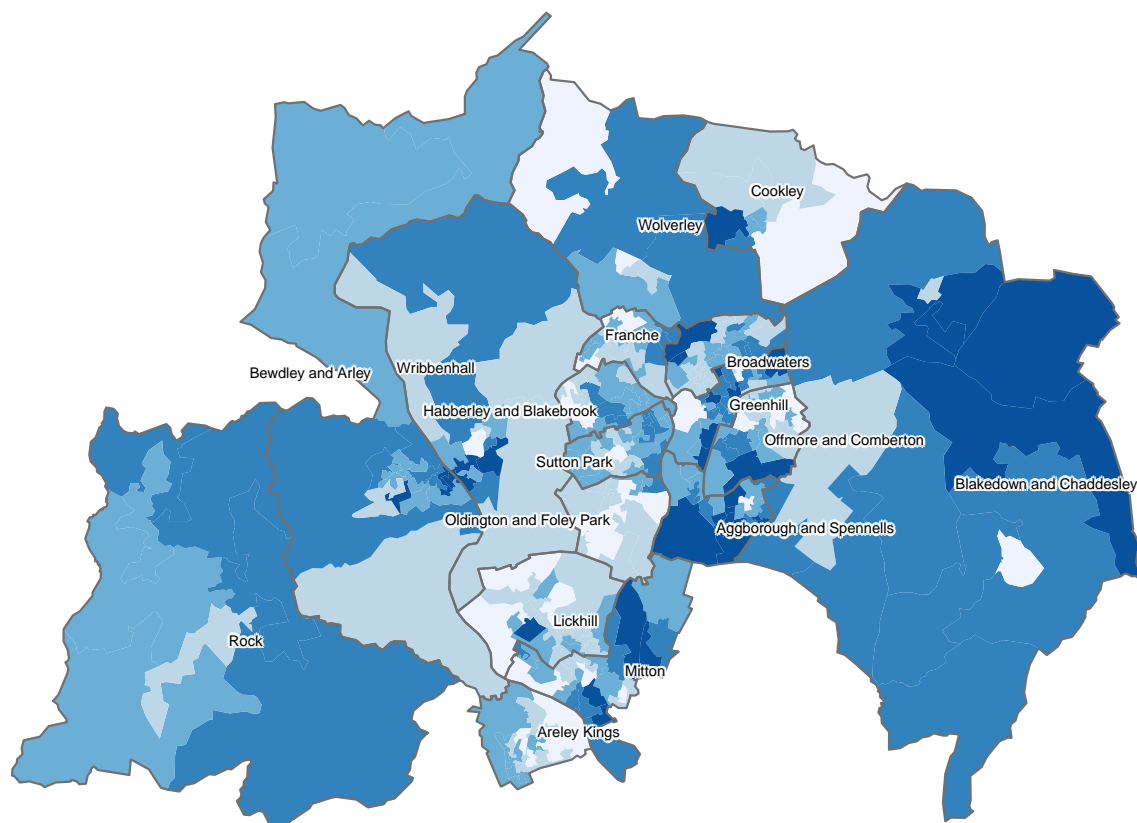 Cookley
Wolverley
Franche
Broadwaters
Bewdley and Arley
Wribbenhall
Habberley and Blakebrook
Greenhill
Offmore and Comberton
Sutton Park
Blakedown and Chaddesley
Oldington and Foley Park
Aggborough and Spennells
Lickhill
Rock
Mitton
Areley Kings